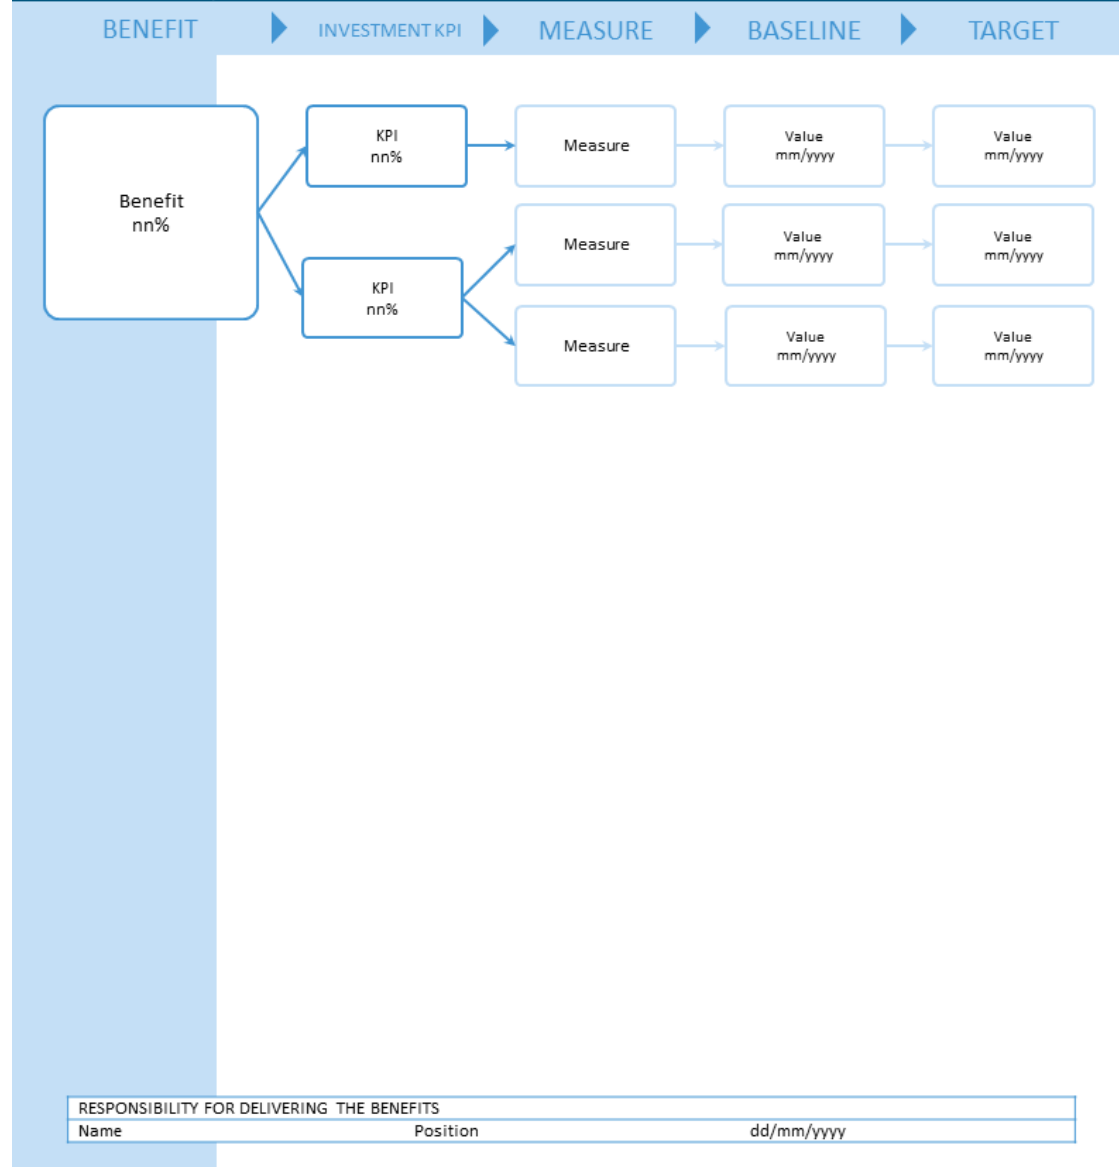 BENEFIT INVESTMENT KPI MEASURE BASELINE TARGET
Benefit
nn%
KPI
nn%
Measure
Value
mm/yyyy
Value
mm/yyyy
KPI
nn%
Measure
Value
mm/yyyy
Value
mm/yyyy
Measure
Value
mm/yyyy
Value
mm/yyyy
RESPONSIBILITY FOR DELIVERING THE BENEFITS
Name Position dd/mm/yyyy